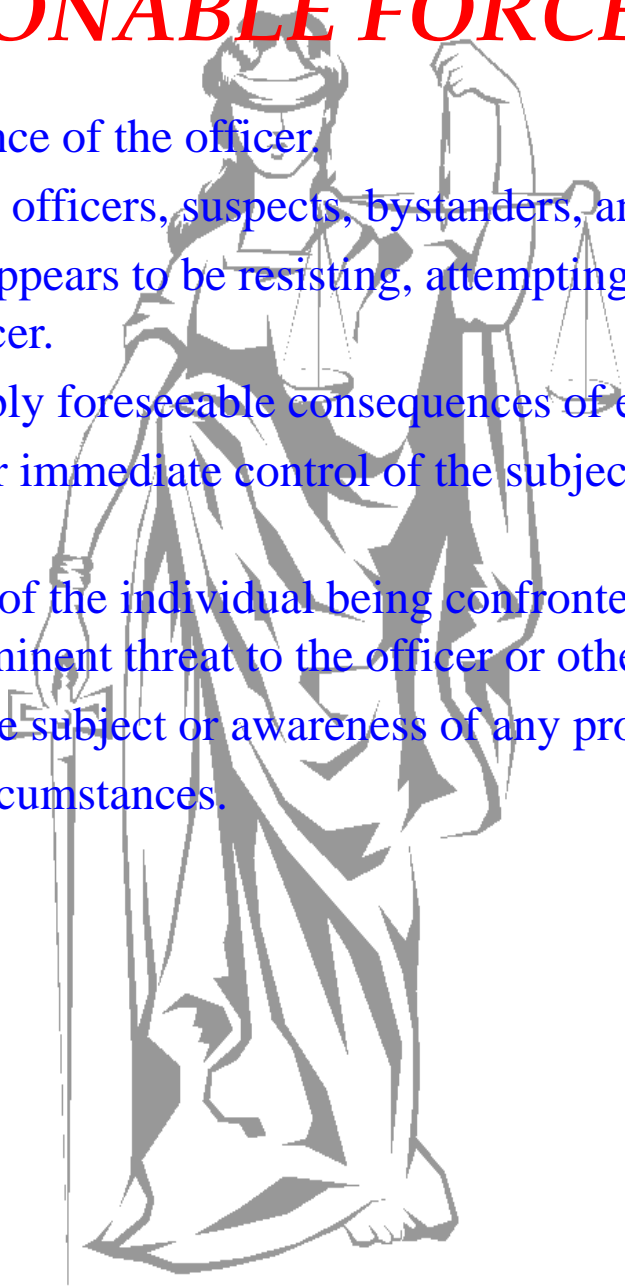 ONABLE FORCE
nce of the officer.
officers, suspects, bystanders, an
ppears to be resisting, attempting
cer.
bly foreseeable consequences of e
r immediate control of the subjec
of the individual being confronte
minent threat to the officer or othe
e subject or awareness of any pro
cumstances.